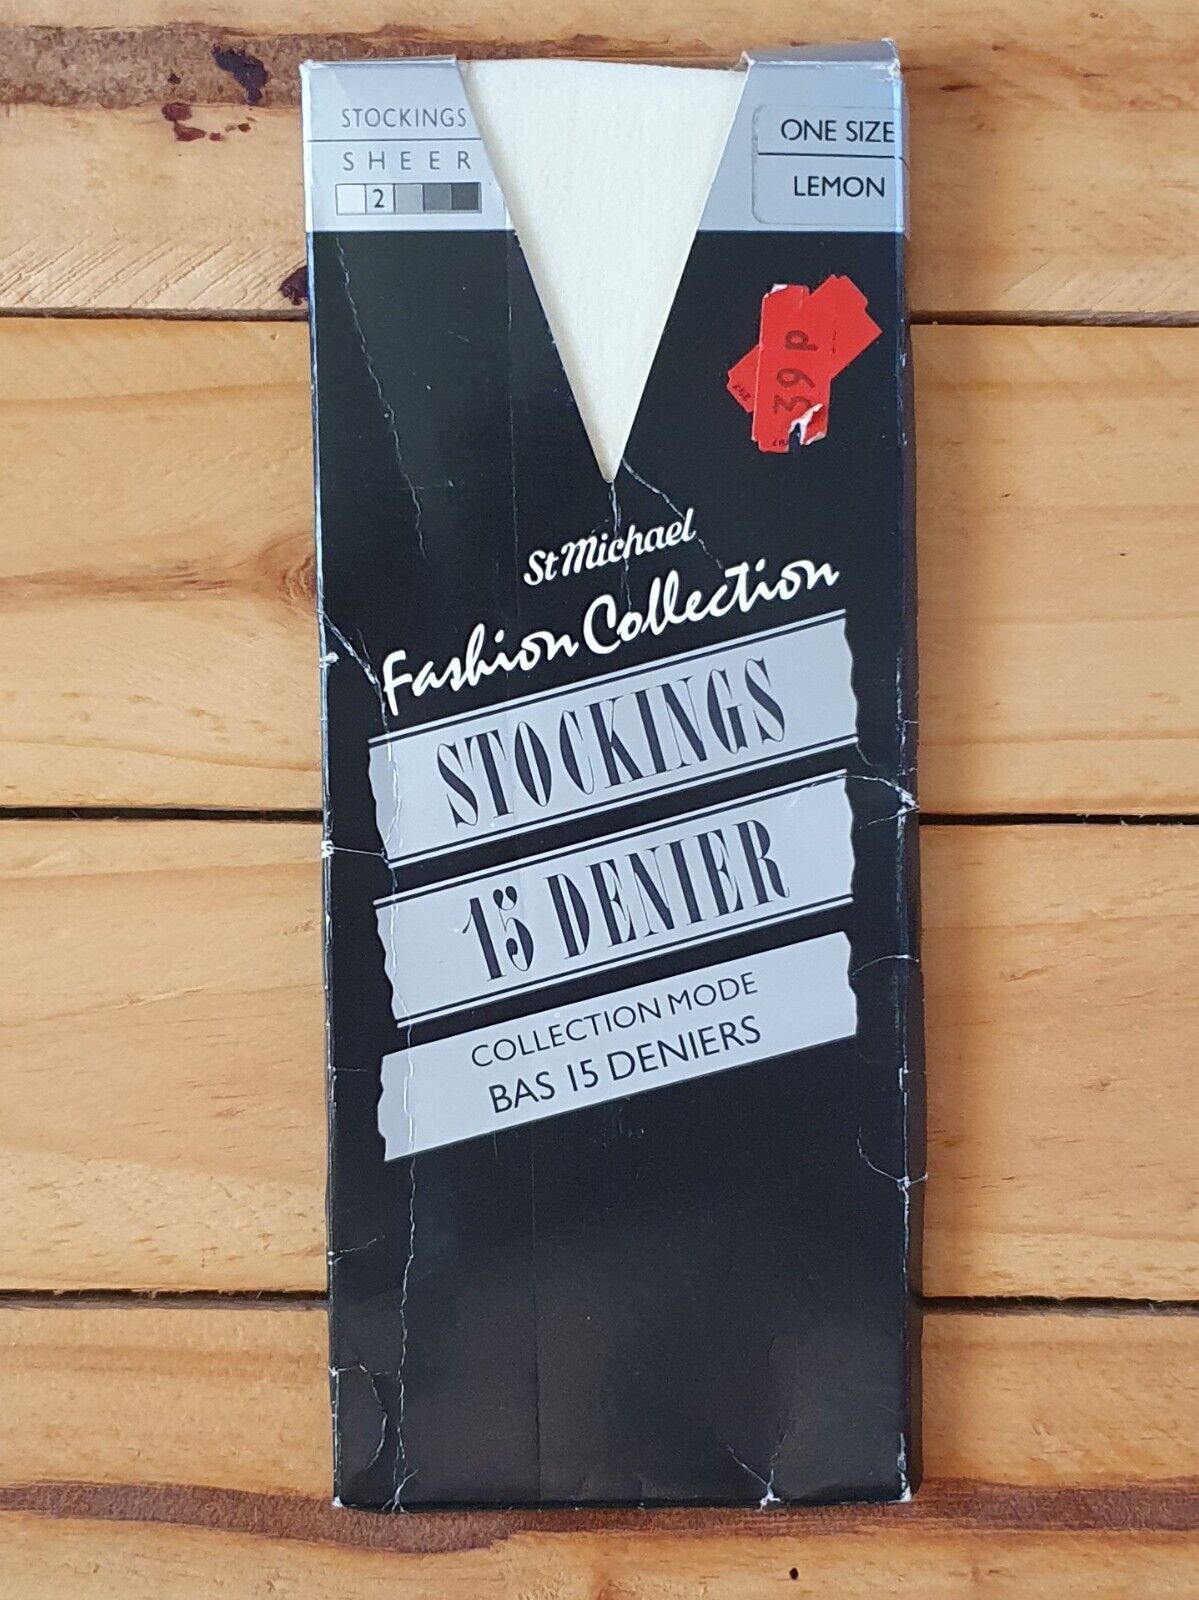 STOCKINGS
SHEER
2
ONE SIZE
LEMON
39p
St Michael
Fashion Collection
STOCKINGS
15 DENIER
COLLECTION MODE
BAS 15 DENIERS